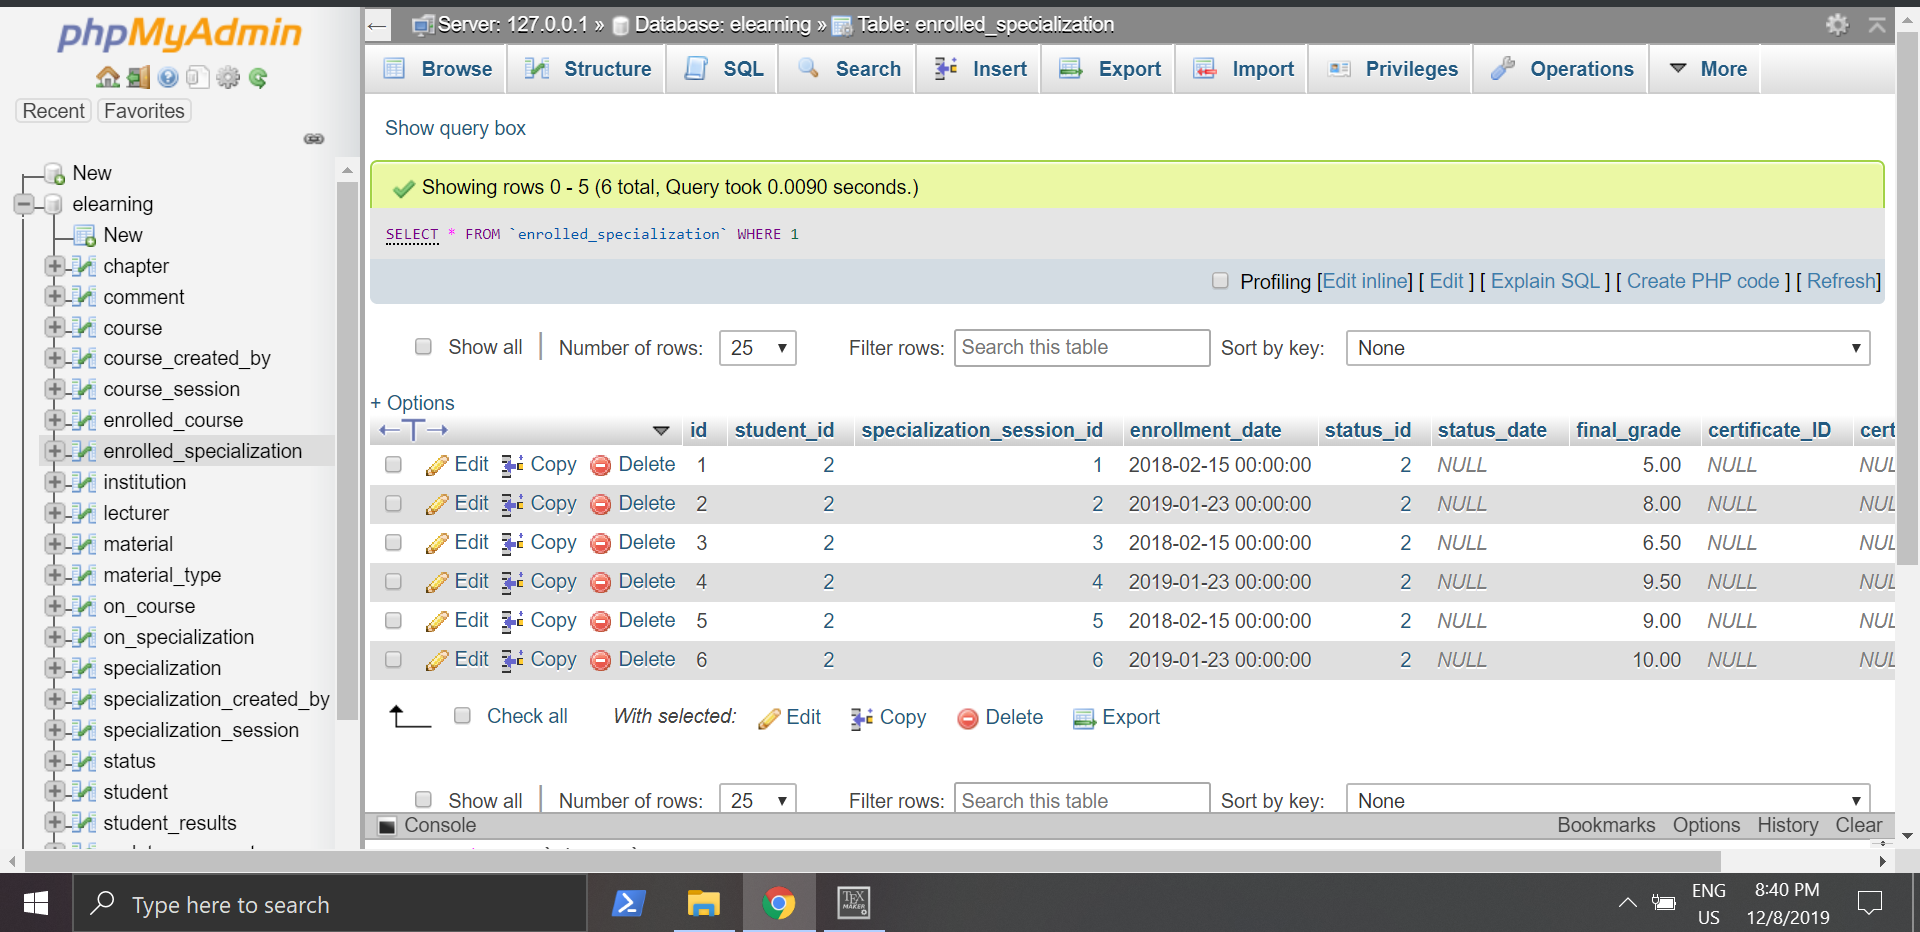 phpMyAdmin
Recent Favorites
New
elearning
New
chapter
comment
course
course_created_by
course_session
enrolled_course
enrolled_specialization
institution
lecturer
material
material_type
on_course
on_specialization
specialization
specialization_created_by
specialization_session
status
student
student_results
Server: 127.0.0.1 » Database: elearning » Table: enrolled_specialization
Browse Structure SQL Search Insert Export Import Privileges Operations More
Show query box
Showing rows 0 - 5 (6 total, Query took 0.0090 seconds.)
SELECT * FROM `enrolled_specialization` WHERE 1
Profiling [Edit inline] [ Edit ] [ Explain SQL ] [ Create PHP code ] [ Refresh]
Show all Number of rows: 25 Filter rows: Search this table Sort by key: None
+ Options
id student_id specialization_session_id enrollment_date status_id status_date final_grade certificate_ID cert
Edit Copy Delete 1 2 1 2018-02-15 00:00:00 2 NULL 5.00 NULL NUL
Edit Copy Delete 2 2 2 2019-01-23 00:00:00 2 NULL 8.00 NULL NUL
Edit Copy Delete 3 2 3 2018-02-15 00:00:00 2 NULL 6.50 NULL NUL
Edit Copy Delete 4 2 4 2019-01-23 00:00:00 2 NULL 9.50 NULL NUL
Edit Copy Delete 5 2 5 2018-02-15 00:00:00 2 NULL 9.00 NULL NUL
Edit Copy Delete 6 2 6 2019-01-23 00:00:00 2 NULL 10.00 NULL NUL
Check all With selected: Edit Copy Delete Export
Show all Number of rows: 25 Filter rows: Search this table Sort by key: None
Console Bookmarks Options History Clear
Type here to search
TEX
MAKER
ENG
US
8:40 PM
12/8/2019